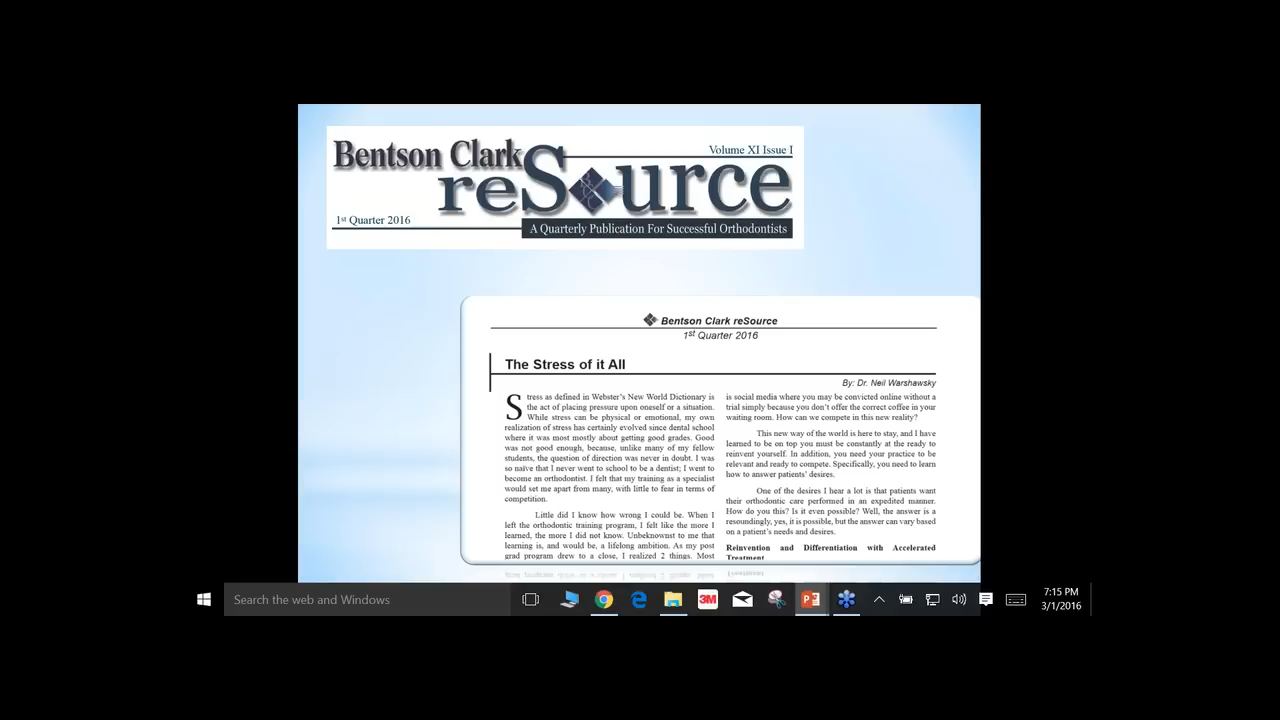 Bentson Clark
Volume XI Issue I
reSource
1st Quarter 2016
A Quarterly Publication For Successful Orthodontists
Bentson Clark reSource
1st Quarter 2016
The Stress of it All
By: Dr. Neil Warshawsky
Stress as defined in Webster's New World Dictionary is
the act of placing pressure upon oneself or a situation.
While stress can be physical or emotional, my own
realization of stress has certainly evolved since dental school
where it was most mostly about getting good grades. Good
was not good enough, because, unlike many of my fellow
students, the question of direction was never in doubt. I was
so naïve that I never went to school to be a dentist; I went to
become an orthodontist. I felt that my training as a specialist
would set me apart from many, with little to fear in terms of
competition.
Little did I know how wrong I could be. When I
left the orthodontic training program, I felt like the more I
learned, the more I did not know. Unbeknownst to me that
learning is, and would be, a lifelong ambition. As my post
grad program drew to a close, I realized 2 things. Most
is social media where you may be convicted online without a
trial simply because you don't offer the correct coffee in your
waiting room. How can we compete in this new reality?
This new way of the world is here to stay, and I have
learned to be on top you must be constantly at the ready to
reinvent yourself. In addition, you need your practice to be
relevant and ready to compete. Specifically, you need to learn
how to answer patients' desires.
One of the desires I hear a lot is that patients want
their orthodontic care performed in an expedited manner.
How do you this? Is it even possible? Well, the answer is a
resoundingly, yes, it is possible, but the answer can vary based
on a patient's needs and desires.
Reinvention and Differentiation with Accelerated
Treatment
Search the web and Windows
3M
7:15 PM
3/1/2016